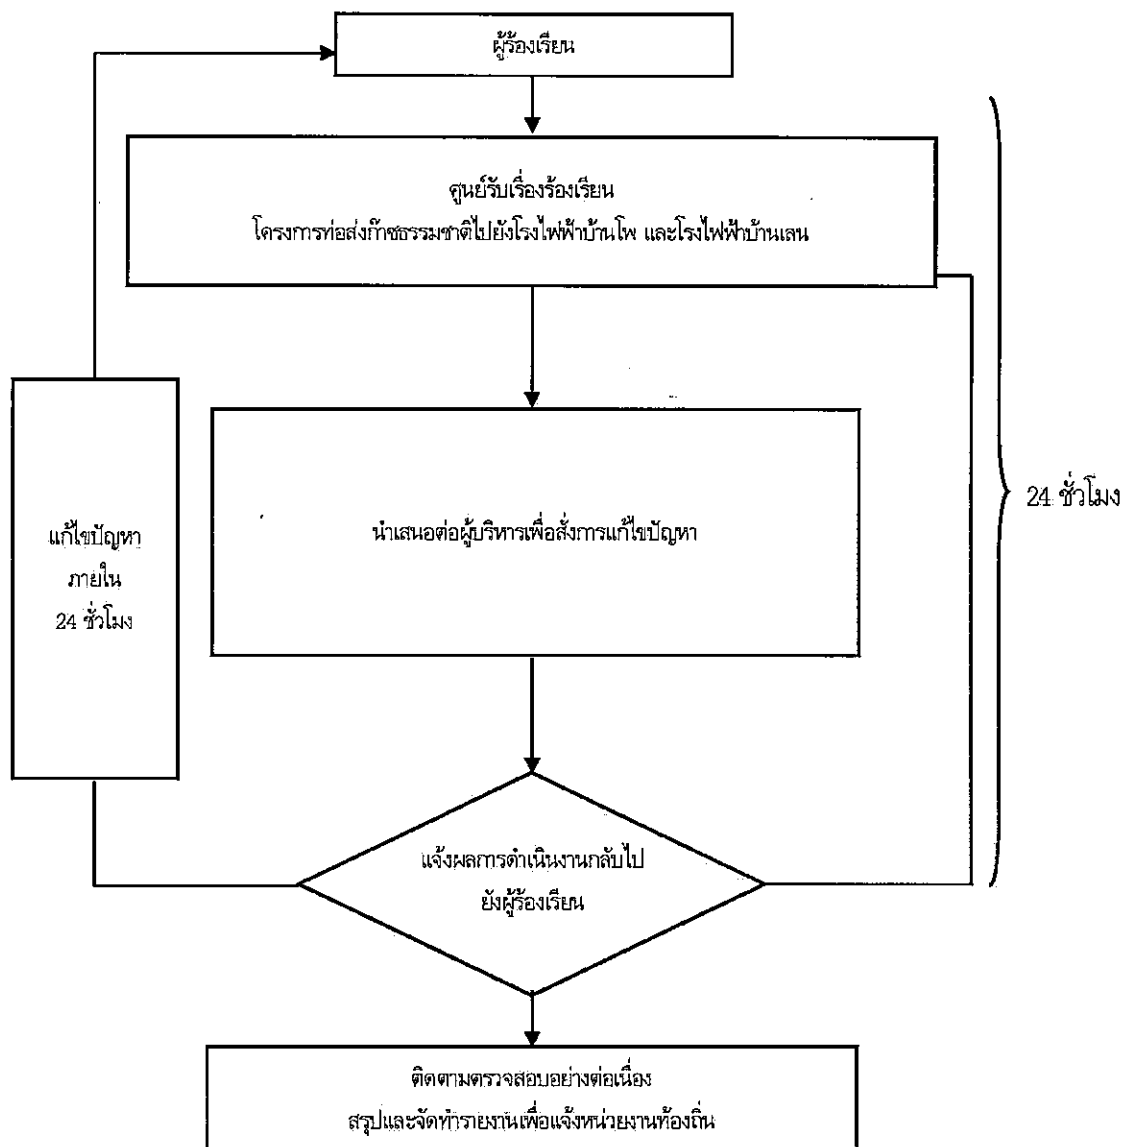 ผู้ร้องเรียน
ศูนย์รับเรื่องร้องเรียน
โครงการท่อส่งก๊าซธรรมชาติไปยังโรงไฟฟ้าบ้านโพ และโรงไฟฟ้าบ้านเลน
24 ชั่วโมง
นำเสนอต่อผู้บริหารเพื่อสั่งการแก้ไขปัญหา
แก้ไขปัญหา
ภายใน
24 ชั่วโมง
แจ้งผลการดำเนินงานกลับไป
ยังผู้ร้องเรียน
ติดตามตรวจสอบอย่างต่อเนื่อง
สรุปและจัดทำรายงานเพื่อแจ้งหน่วยงานท้องถิ่น